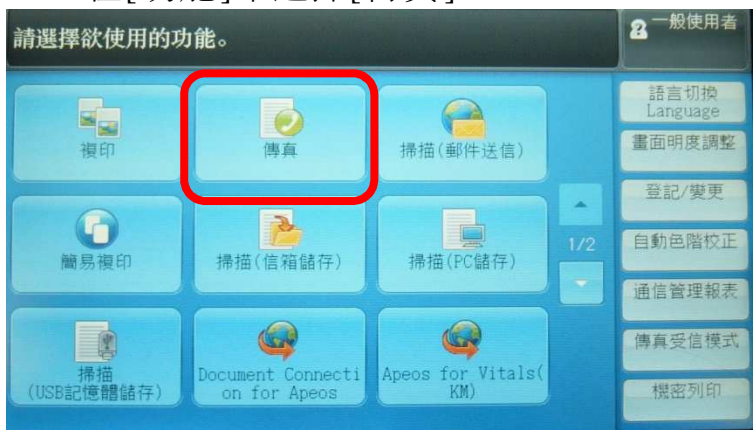 請選擇欲使用的功能。
一般使用者
複印
傳真
掃描(郵件送信)
語言切換
Language
畫面明度調整
登記/變更
簡易複印
掃描(信箱儲存)
掃描(PC儲存)
1/2
自動色階校正
通信管理報表
掃描
(USB記憶體儲存)
Document Connecti
on for Apeos
Apeos for Vitals(
KM)
傳真受信模式
機密列印